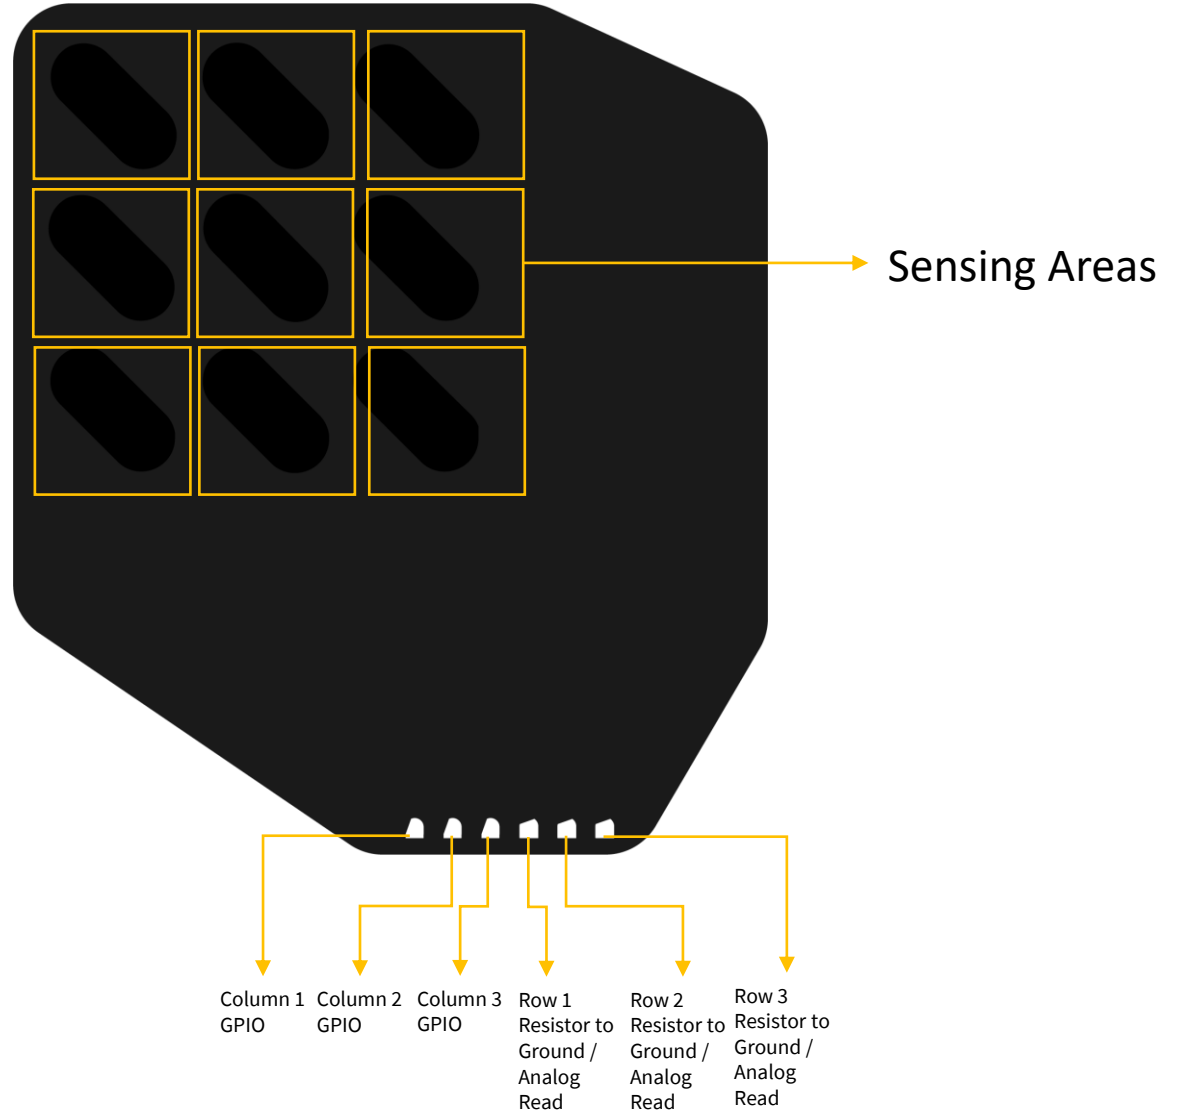 Sensing Areas
Column 1
GPIO
Column 2
GPIO
Column 3
GPIO
Row 1
Resistor to
Ground /
Analog
Read
Row 2
Resistor to
Ground /
Analog
Read
Row 3
Resistor to
Ground /
Analog
Read